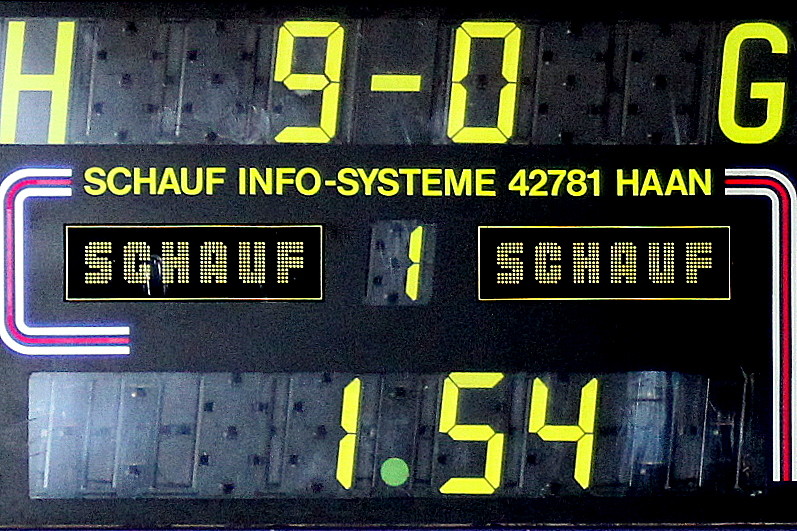 H 9-0 G
SCHAUF INFO-SYSTEME 42781 HAAN
SCHAUF 1 SCHAUF
1.54